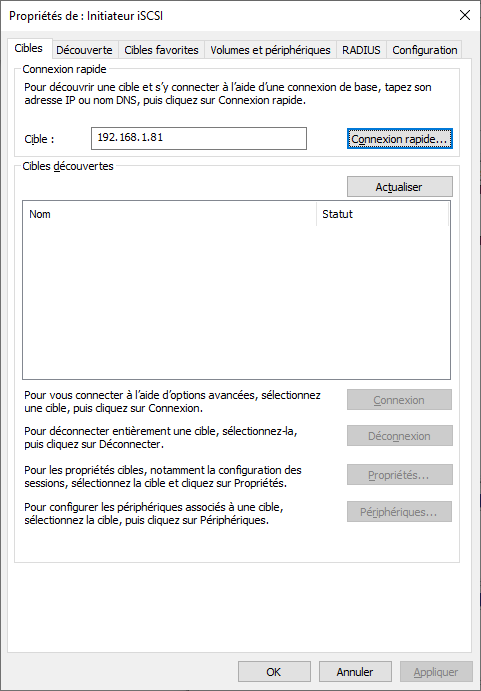 Propriétés de : Initiateur iSCSI
Cibles Découverte Cibles favorites Volumes et périphériques RADIUS Configuration
Connexion rapide
Pour découvrir une cible et s’y connecter à l’aide d’une connexion de base, tapez son
adresse IP ou nom DNS, puis cliquez sur Connexion rapide.
Cible : 192.168.1.81 Connexion rapide...
Cibles découvertes
Actualiser
Nom Statut
Pour vous connecter à l’aide d’options avancées, sélectionnez
une cible, puis cliquez sur Connexion.
Connexion
Pour déconnecter entièrement une cible, sélectionnez-la,
puis cliquez sur Déconnecter.
Déconnexion
Pour les propriétés cibles, notamment la configuration des
sessions, sélectionnez la cible et cliquez sur Propriétés.
Propriétés...
Pour configurer les périphériques associés à une cible,
sélectionnez la cible, puis cliquez sur Périphériques.
Périphériques...
OK Annuler Appliquer